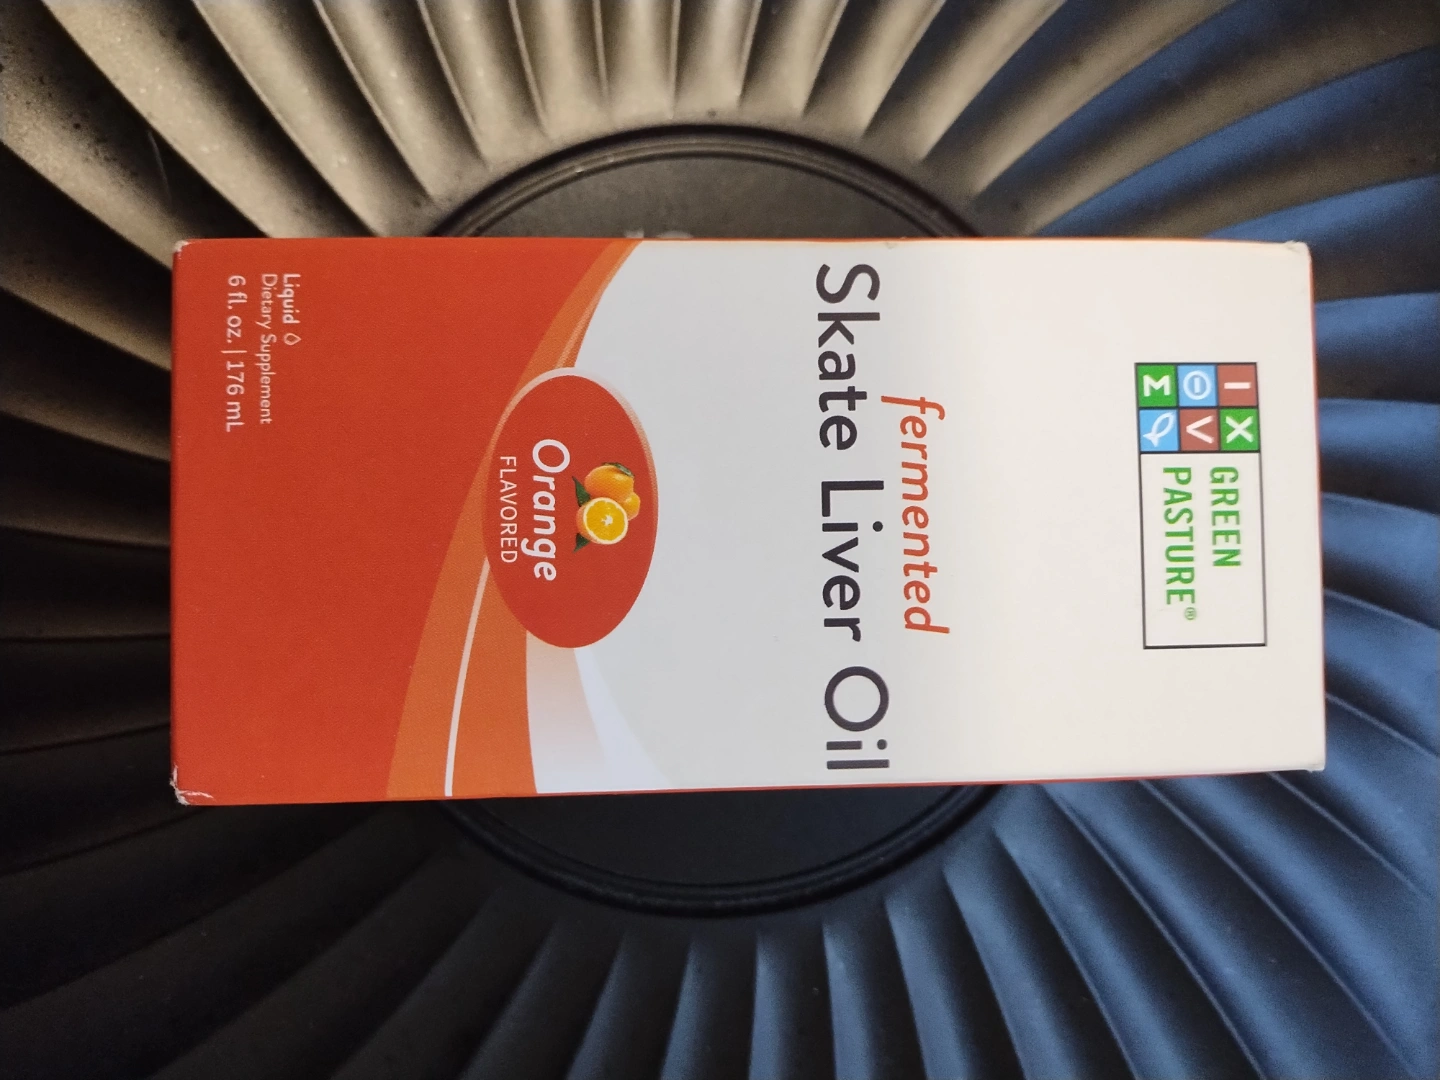 I X
Θ V
Σ
GREEN
PASTURE®
fermented
Skate Liver Oil
Orange
FLAVORED
Liquid
Dietary Supplement
6 fl. oz. | 176 mL